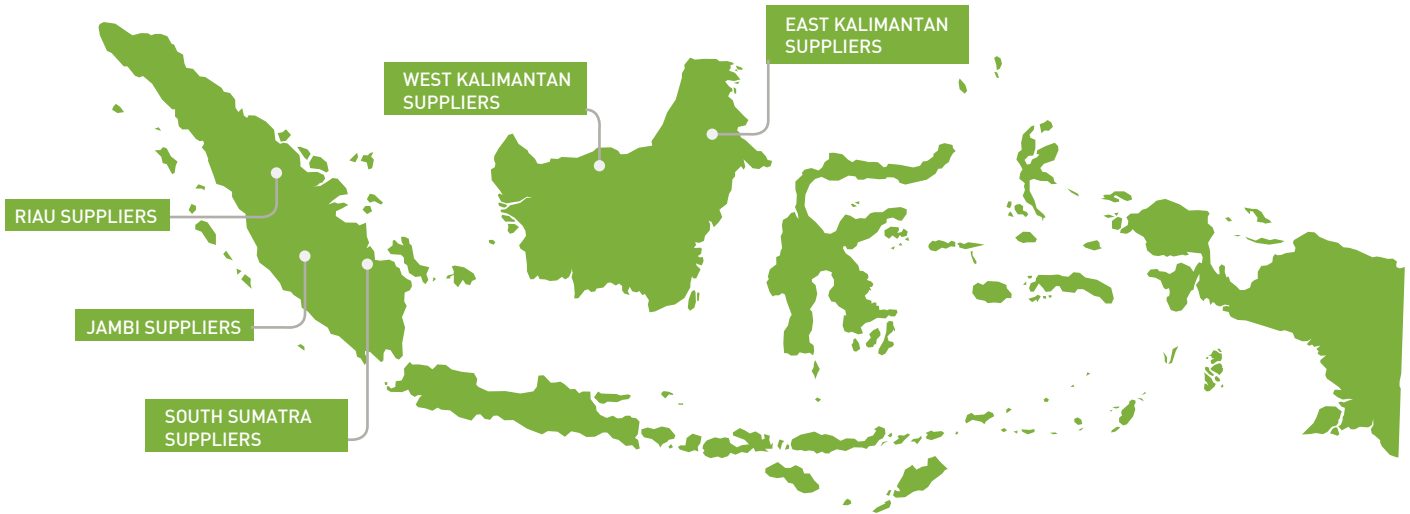 EAST KALIMANTAN
SUPPLIERS
WEST KALIMANTAN
SUPPLIERS
RIAU SUPPLIERS
JAMBI SUPPLIERS
SOUTH SUMATRA
SUPPLIERS